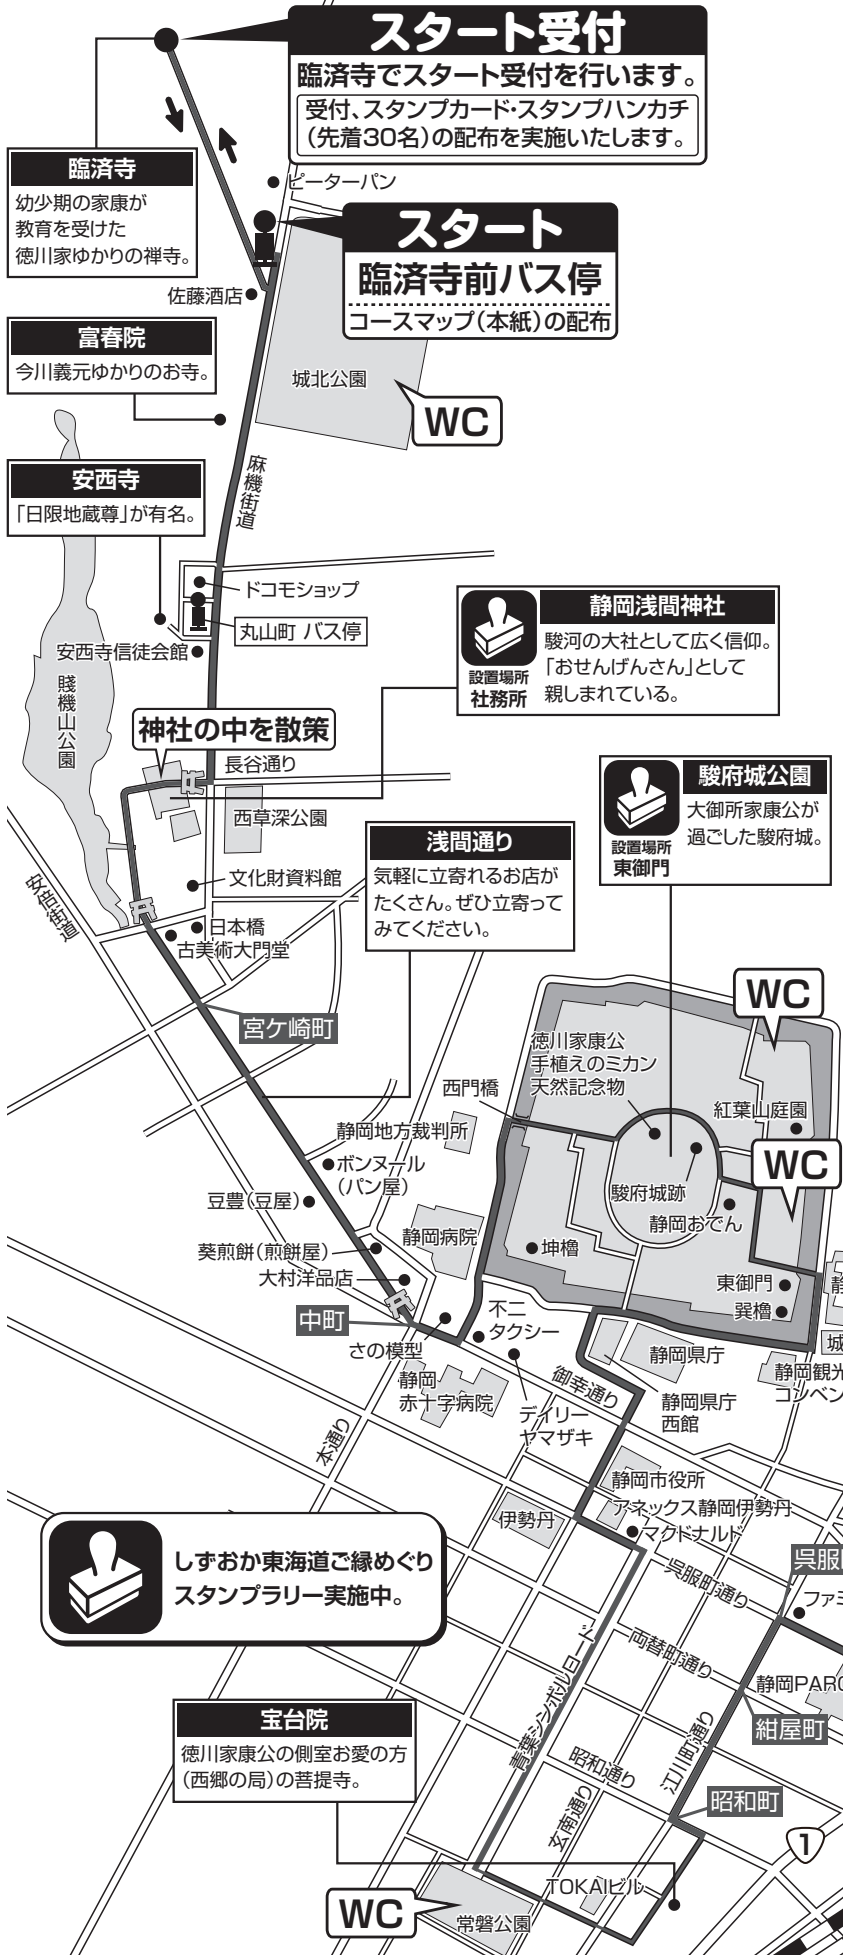 スタート受付
臨済寺でスタート受付を行います。
受付、スタンプカード・スタンプハンカチ
(先着30名)の配布を実施いたします。
臨済寺
幼少期の家康が
教育を受けた
徳川家ゆかりの禅寺。
ピーターパン
スタート
臨済寺前バス停
コースマップ(本紙)の配布
佐藤酒店
富春院
今川義元ゆかりのお寺。
城北公園
WC
麻機街道
安西寺
「日限地蔵尊」が有名。
ドコモショップ
丸山町 バス停
安西寺信徒会館
賤機山公園
静岡浅間神社
駿河の大社として広く信仰。
「おせんげんさん」として
親しまれている。
設置場所
社務所
神社の中を散策
長谷通り
西草深公園
駿府城公園
大御所家康公が
過ごした駿府城。
設置場所
東御門
浅間通り
気軽に立寄れるお店が
たくさん。ぜひ立寄って
みてください。
文化財資料館
安倍街道
日本橋
古美術大門堂
宮ケ崎町
WC
徳川家康公
手植えのミカン
天然記念物
西門橋
紅葉山庭園
静岡地方裁判所
ボンヌール
(パン屋)
WC
豆豊(豆屋)
駿府城跡
静岡おでん
静岡病院
坤櫓
葵煎餅(煎餅屋)
大村洋品店
東御門
静
巽櫓
中町
不二
タクシー
さの模型
城
静岡県庁
静岡観光
コンベン
静岡
赤十字病院
御幸通り
静岡県庁
西館
デイリー
ヤマザキ
本通り
静岡市役所
アネックス静岡伊勢丹
マクドナルド
伊勢丹
しずおか東海道ご縁めぐり
スタンプラリー実施中。
呉服町通り
呉服
ファミ
両替町通り
静岡PARC
青葉シンボルロード
紺屋町
宝台院
徳川家康公の側室お愛の方
(西郷の局)の菩提寺。
昭和通り
江川町通り
昭和町
玄南通り
1
TOKAIビル
WC
常磐公園